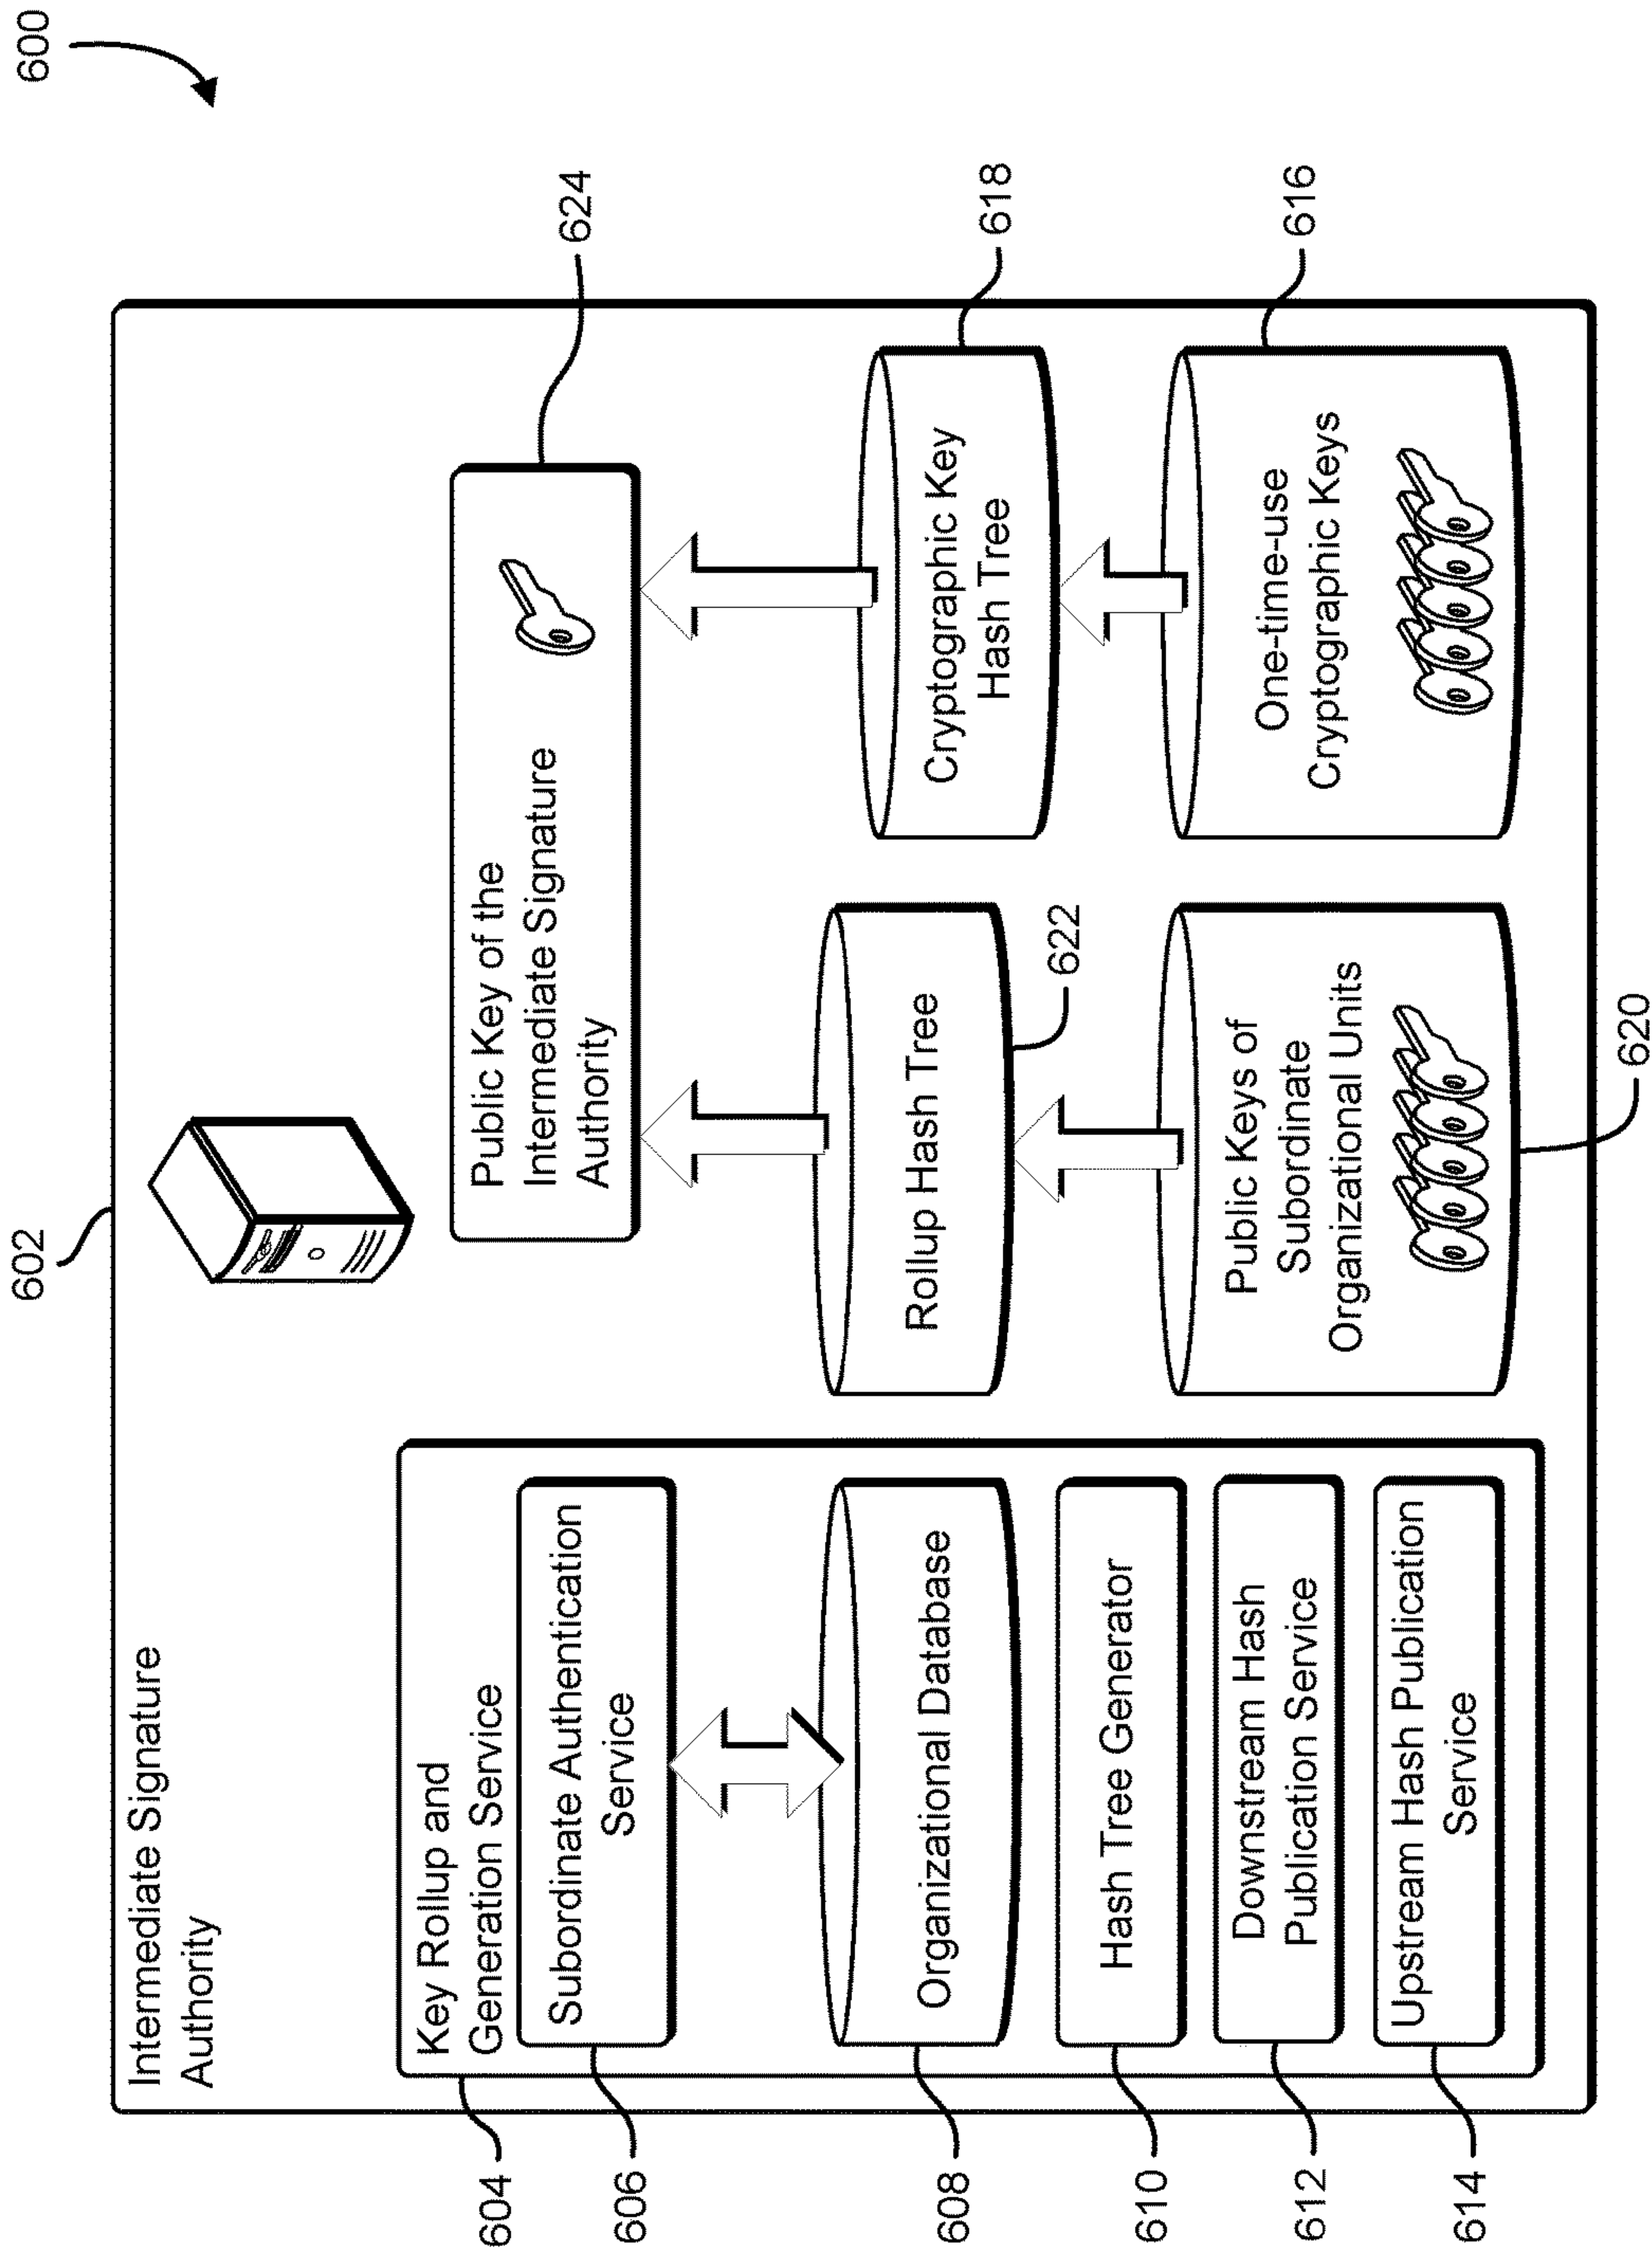 600
602
Intermediate Signature
Authority
604
Key Rollup and
Generation Service
606
Subordinate Authentication
Service
608
Organizational Database
610
Hash Tree Generator
612
Downstream Hash
Publication Service
614
Upstream Hash Publication
Service
Public Key of the
Intermediate Signature
Authority
624
Rollup Hash Tree
622
Cryptographic Key
Hash Tree
618
Public Keys of
Subordinate
Organizational Units
620
One-time-use
Cryptographic Keys
616